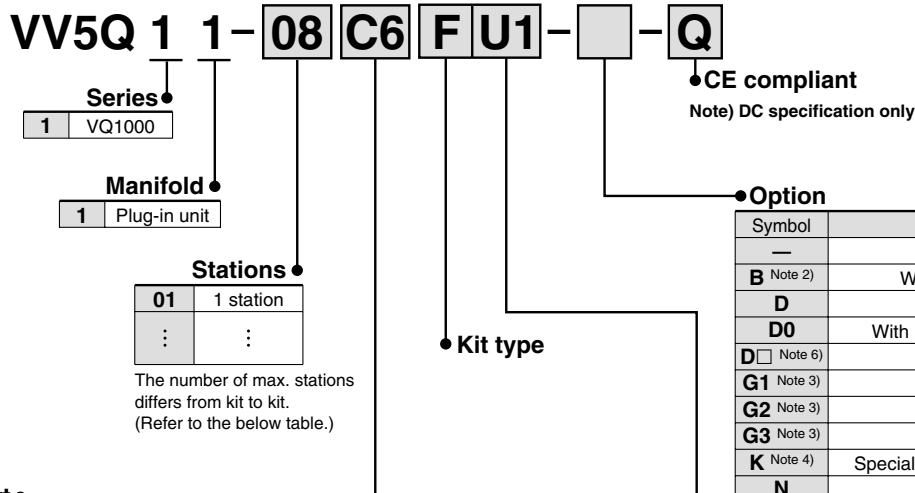 VV5Q 1 1 – 08 C6 F U1 – – Q
CE compliant
Note) DC specification only
Series
1 VQ1000
Manifold
1 Plug-in unit
Stations
01 1 station
⋮ ⋮
The number of max. stations
differs from kit to kit.
(Refer to the below table.)
Kit type
Option
Symbol
—
B Note 2)
D
D0 With
D□ Note 6)
G1 Note 3)
G2 Note 3)
G3 Note 3)
K Note 4) Special
N